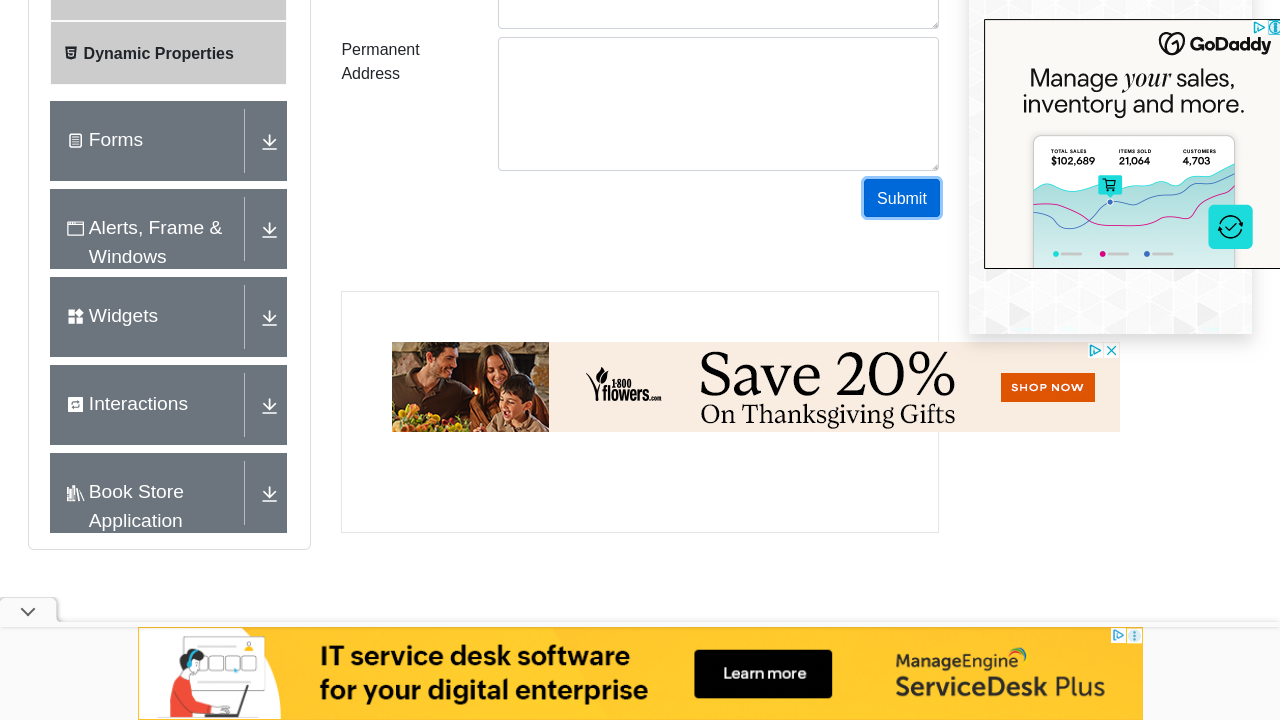 Dynamic Properties
Forms
Alerts, Frame &
Windows
Widgets
Interactions
Book Store
Application
Permanent
Address
Submit
GoDaddy
Manage your sales,
inventory and more.
TOTAL SALES
$102,689
ITEMS SOLD
21,064
CUSTOMERS
4,703
1·800
flowers.com
Save 20%
On Thanksgiving Gifts
SHOP NOW
IT service desk software
for your digital enterprise
Learn more
ManageEngine
ServiceDesk Plus